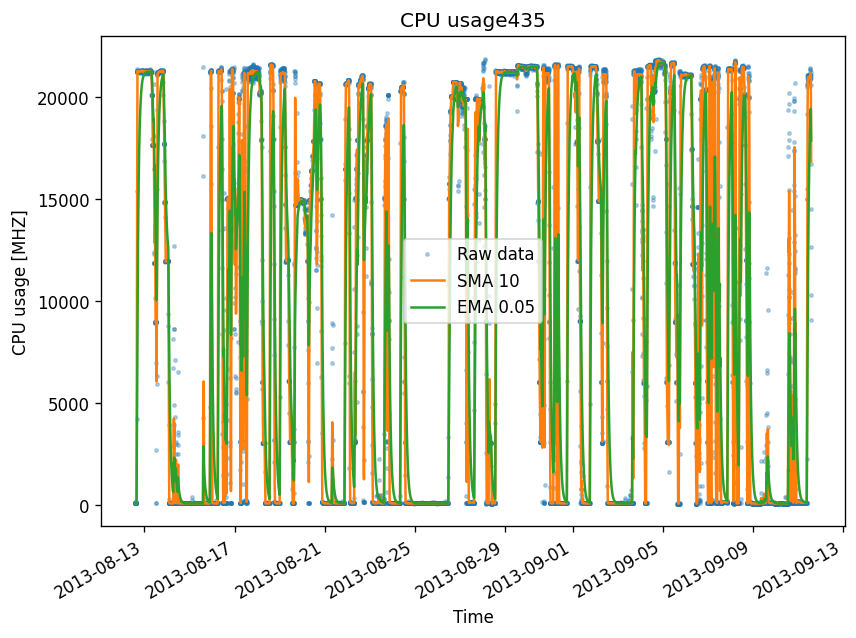 CPU usage435
CPU usage [MHZ]
20000
15000
10000
5000
0
Raw data
SMA 10
EMA 0.05
2013-08-13
2013-08-17
2013-08-21
2013-08-25
2013-08-29
2013-09-01
2013-09-05
2013-09-09
2013-09-13
Time